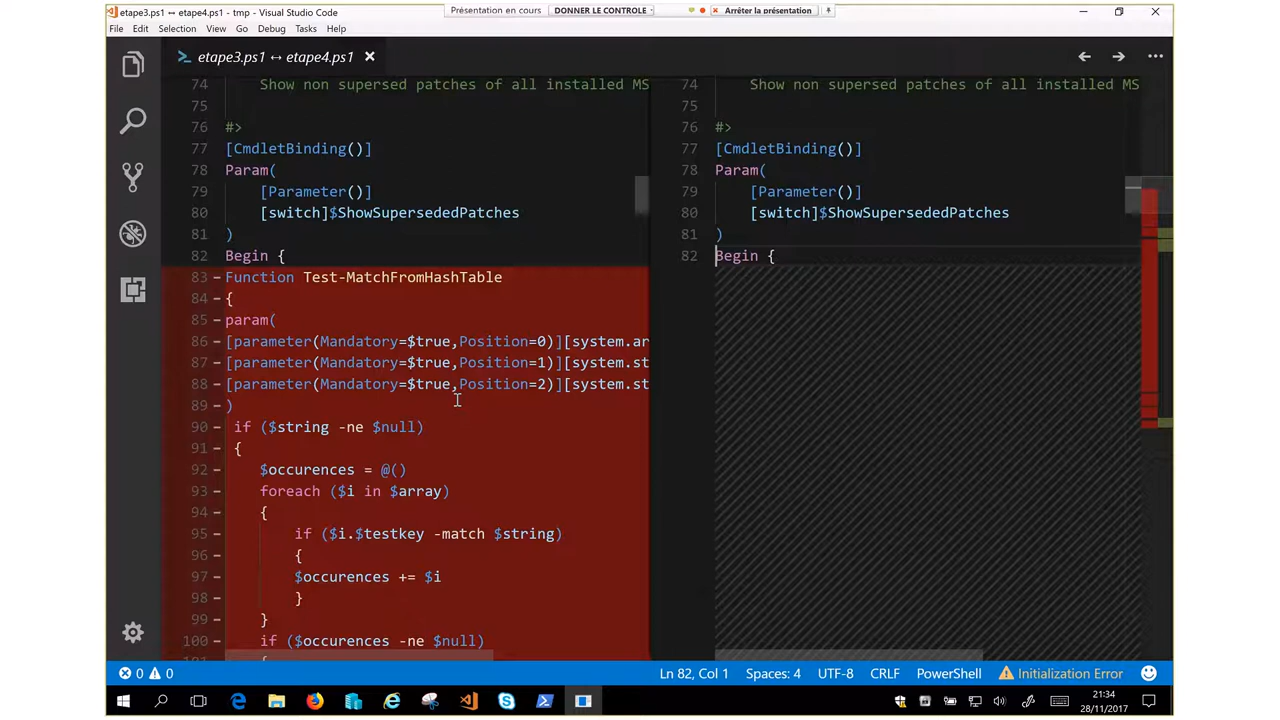 etape3.ps1 ↔ etape4.ps1 - tmp - Visual Studio Code
Présentation en cours
DONNER LE CONTROLE
Arrêter la présentation
File Edit Selection View Go Debug Tasks Help
etape3.ps1 ↔ etape4.ps1
74 Show non supersed patches of all installed MS
75
76 #>
77 [CmdletBinding()]
78 Param(
79 [Parameter()]
80 [switch]$ShowSupersededPatches
81 )
82 Begin {
83 - Function Test-MatchFromHashTable
84 - {
85 - param(
86 - [parameter(Mandatory=$true,Position=0)][system.ar
87 - [parameter(Mandatory=$true,Position=1)][system.st
88 - [parameter(Mandatory=$true,Position=2)][system.st
89 - )
90 - if ($string -ne $null)
91 - {
92 - $occurences = @()
93 - foreach ($i in $array)
94 - {
95 - if ($i.$testkey -match $string)
96 - {
97 - $occurences += $i
98 - }
99 - }
100 - if ($occurences -ne $null)
74 Show non supersed patches of all installed MS
75
76 #>
77 [CmdletBinding()]
78 Param(
79 [Parameter()]
80 [switch]$ShowSupersededPatches
81 )
82 Begin {
0 0
Ln 82, Col 1 Spaces: 4 UTF-8 CRLF PowerShell Initialization Error
21:34
28/11/2017